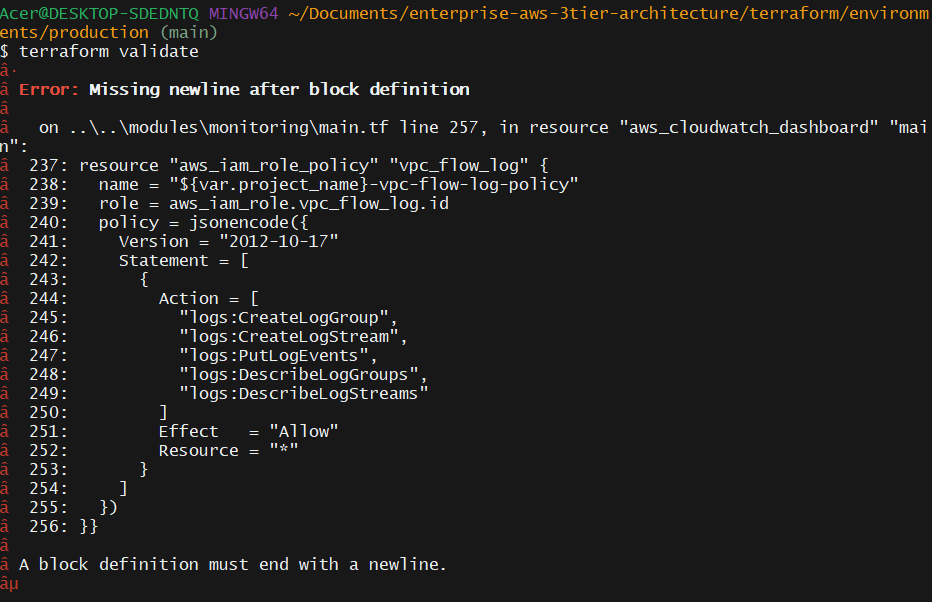 Acer@DESKTOP-SDEDNTQ MINGW64 ~/Documents/enterprise-aws-3tier-architecture/terraform/environm
ents/production (main)
$ terraform validate
â·
â Error: Missing newline after block definition
â
â   on ..\..\modules\monitoring\main.tf line 257, in resource "aws_cloudwatch_dashboard" "mai
n":
â  237: resource "aws_iam_role_policy" "vpc_flow_log" {
â  238:   name = "${var.project_name}-vpc-flow-log-policy"
â  239:   role = aws_iam_role.vpc_flow_log.id
â  240:   policy = jsonencode({
â  241:     Version = "2012-10-17"
â  242:     Statement = [
â  243:       {
â  244:         Action = [
â  245:           "logs:CreateLogGroup",
â  246:           "logs:CreateLogStream",
â  247:           "logs:PutLogEvents",
â  248:           "logs:DescribeLogGroups",
â  249:           "logs:DescribeLogStreams"
â  250:         ]
â  251:         Effect   = "Allow"
â  252:         Resource = "*"
â  253:       }
â  254:     ]
â  255:   })
â  256: }}
â
â A block definition must end with a newline.
âµ